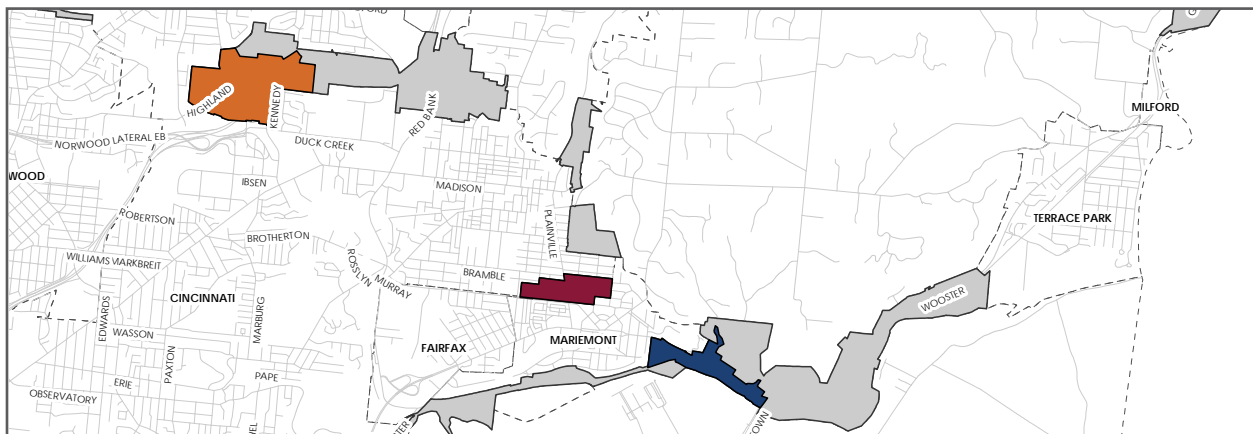 HIGHLAND
KENNEDY
RED BANK
MILFORD
NORWOOD LATERAL EB
DUCK CREEK
WOOD
IBSEN
MADISON
ROBERTSON
PLAINVILLE
TERRACE PARK
BROTHERTON
WILLIAMS
MARKBREIT
ROSSLYN
MURRAY
BRAMBLE
CINCINNATI
EDWARDS
MARBURG
WOOSTER
WASSON
FAIRFAX
MARIEMONT
PAXTON
ERIE
PAPE
OBSERVATORY